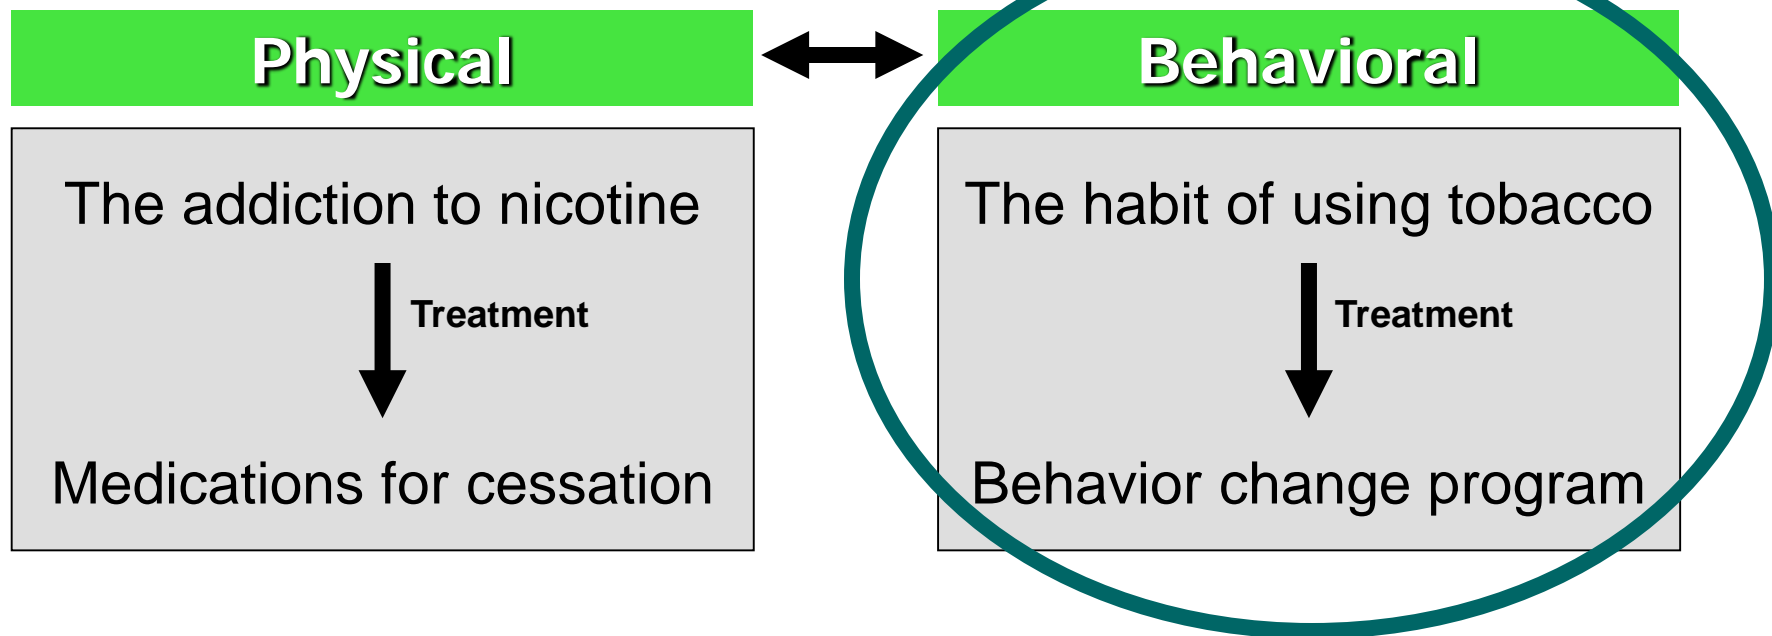 Physical
Behavioral
The addiction to nicotine
Treatment
Medications for cessation
The habit of using tobacco
Treatment
Behavior change program